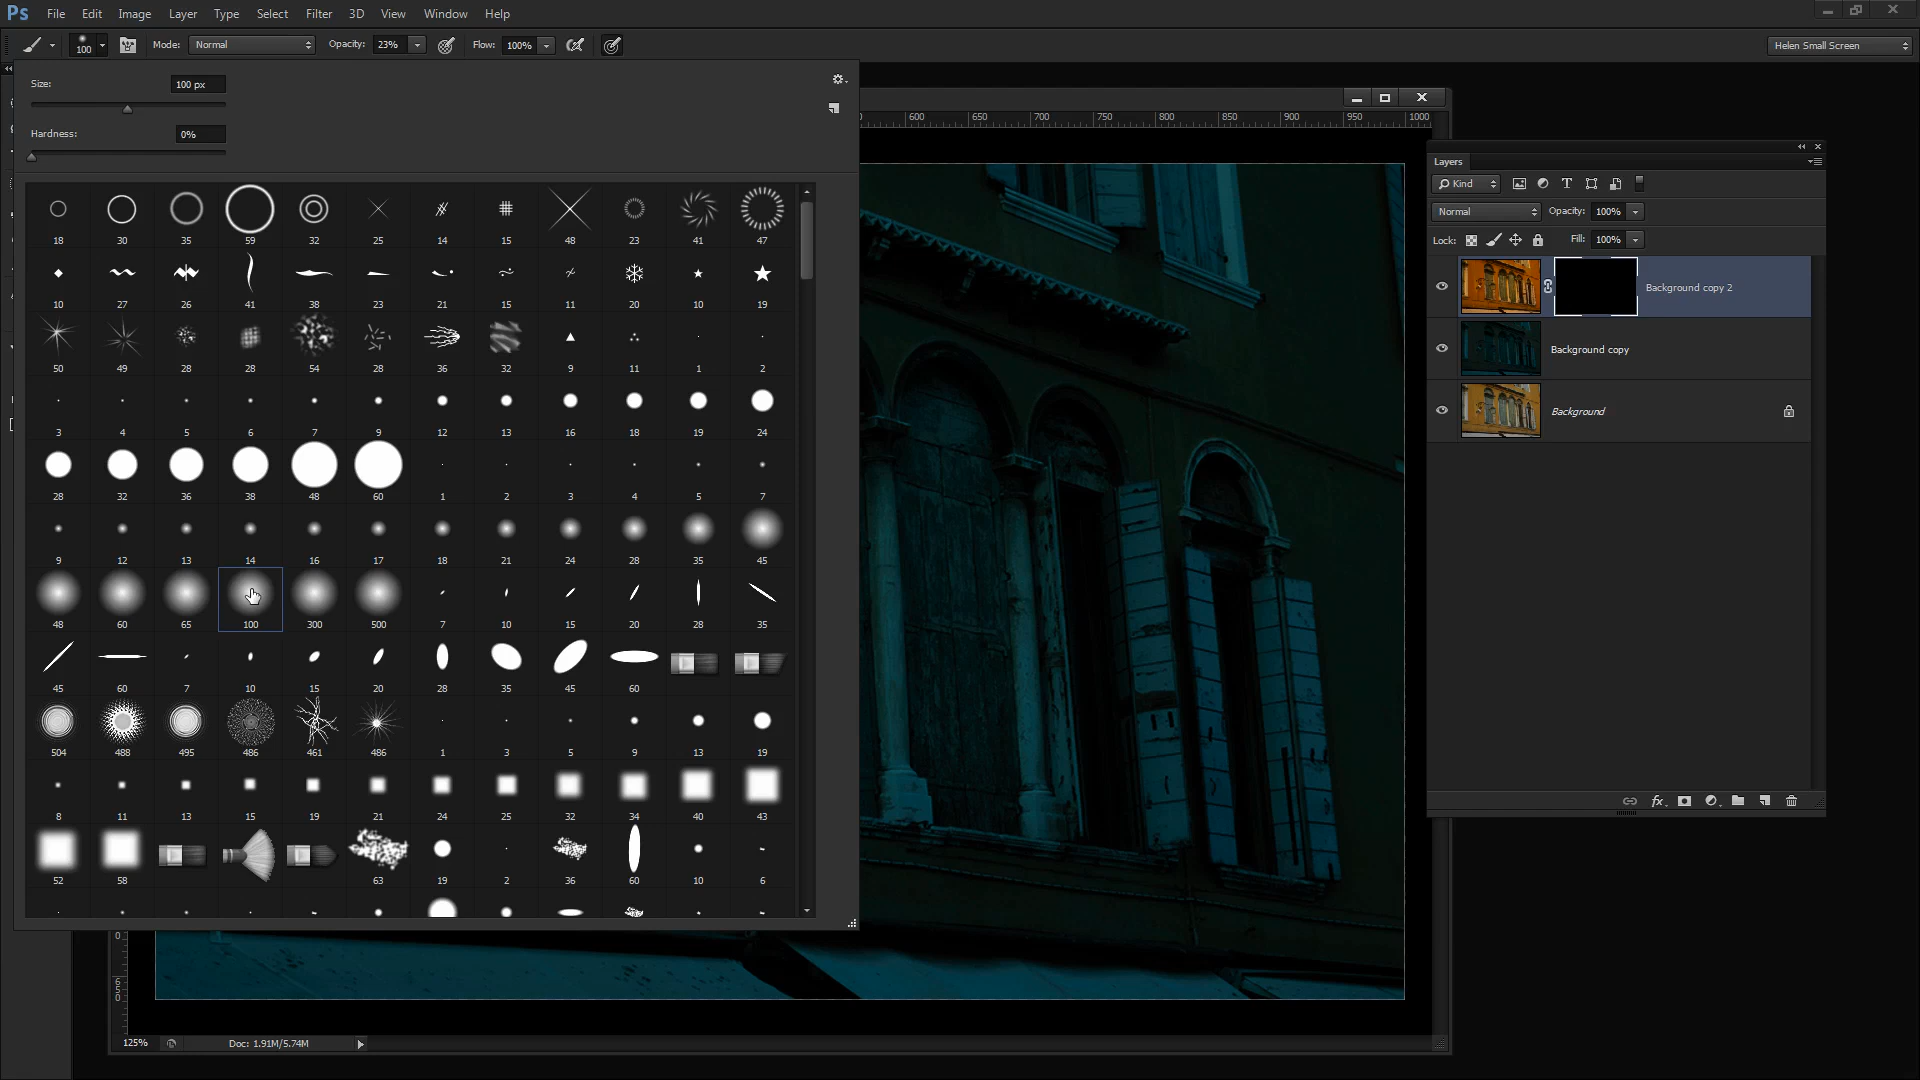 Ps File Edit Image Layer Type Select Filter 3D View Window Help
100 Mode: Normal Opacity: 23% Flow: 100% Helen Small Screen
Size: 100 px
Hardness: 0%
18 30 35 59 32 25 14 15 48 23 41 47
10 27 26 41 38 23 21 15 11 20 10 19
50 49 28 28 54 28 36 32 9 11 1 2
3 4 5 6 7 9 12 13 16 18 19 24
28 32 36 38 48 60 1 2 3 4 5 7
9 12 13 14 16 17 18 21 24 28 35 45
48 60 65 100 300 500 7 10 15 20 28 35
45 60 7 10 15 20 28 35 45 60
504 488 495 486 461 486 1 3 5 9 13 19
8 11 13 15 19 21 24 25 32 34 40 43
52 58 63 19 2 36 60 10 6
600 650 700 750 800 850 900 950 1000
0
6
5
0
125% Doc: 1.91M/5.74M
Layers
Kind T
Normal Opacity: 100%
Lock: Fill: 100%
Background copy 2
Background copy
Background
fx